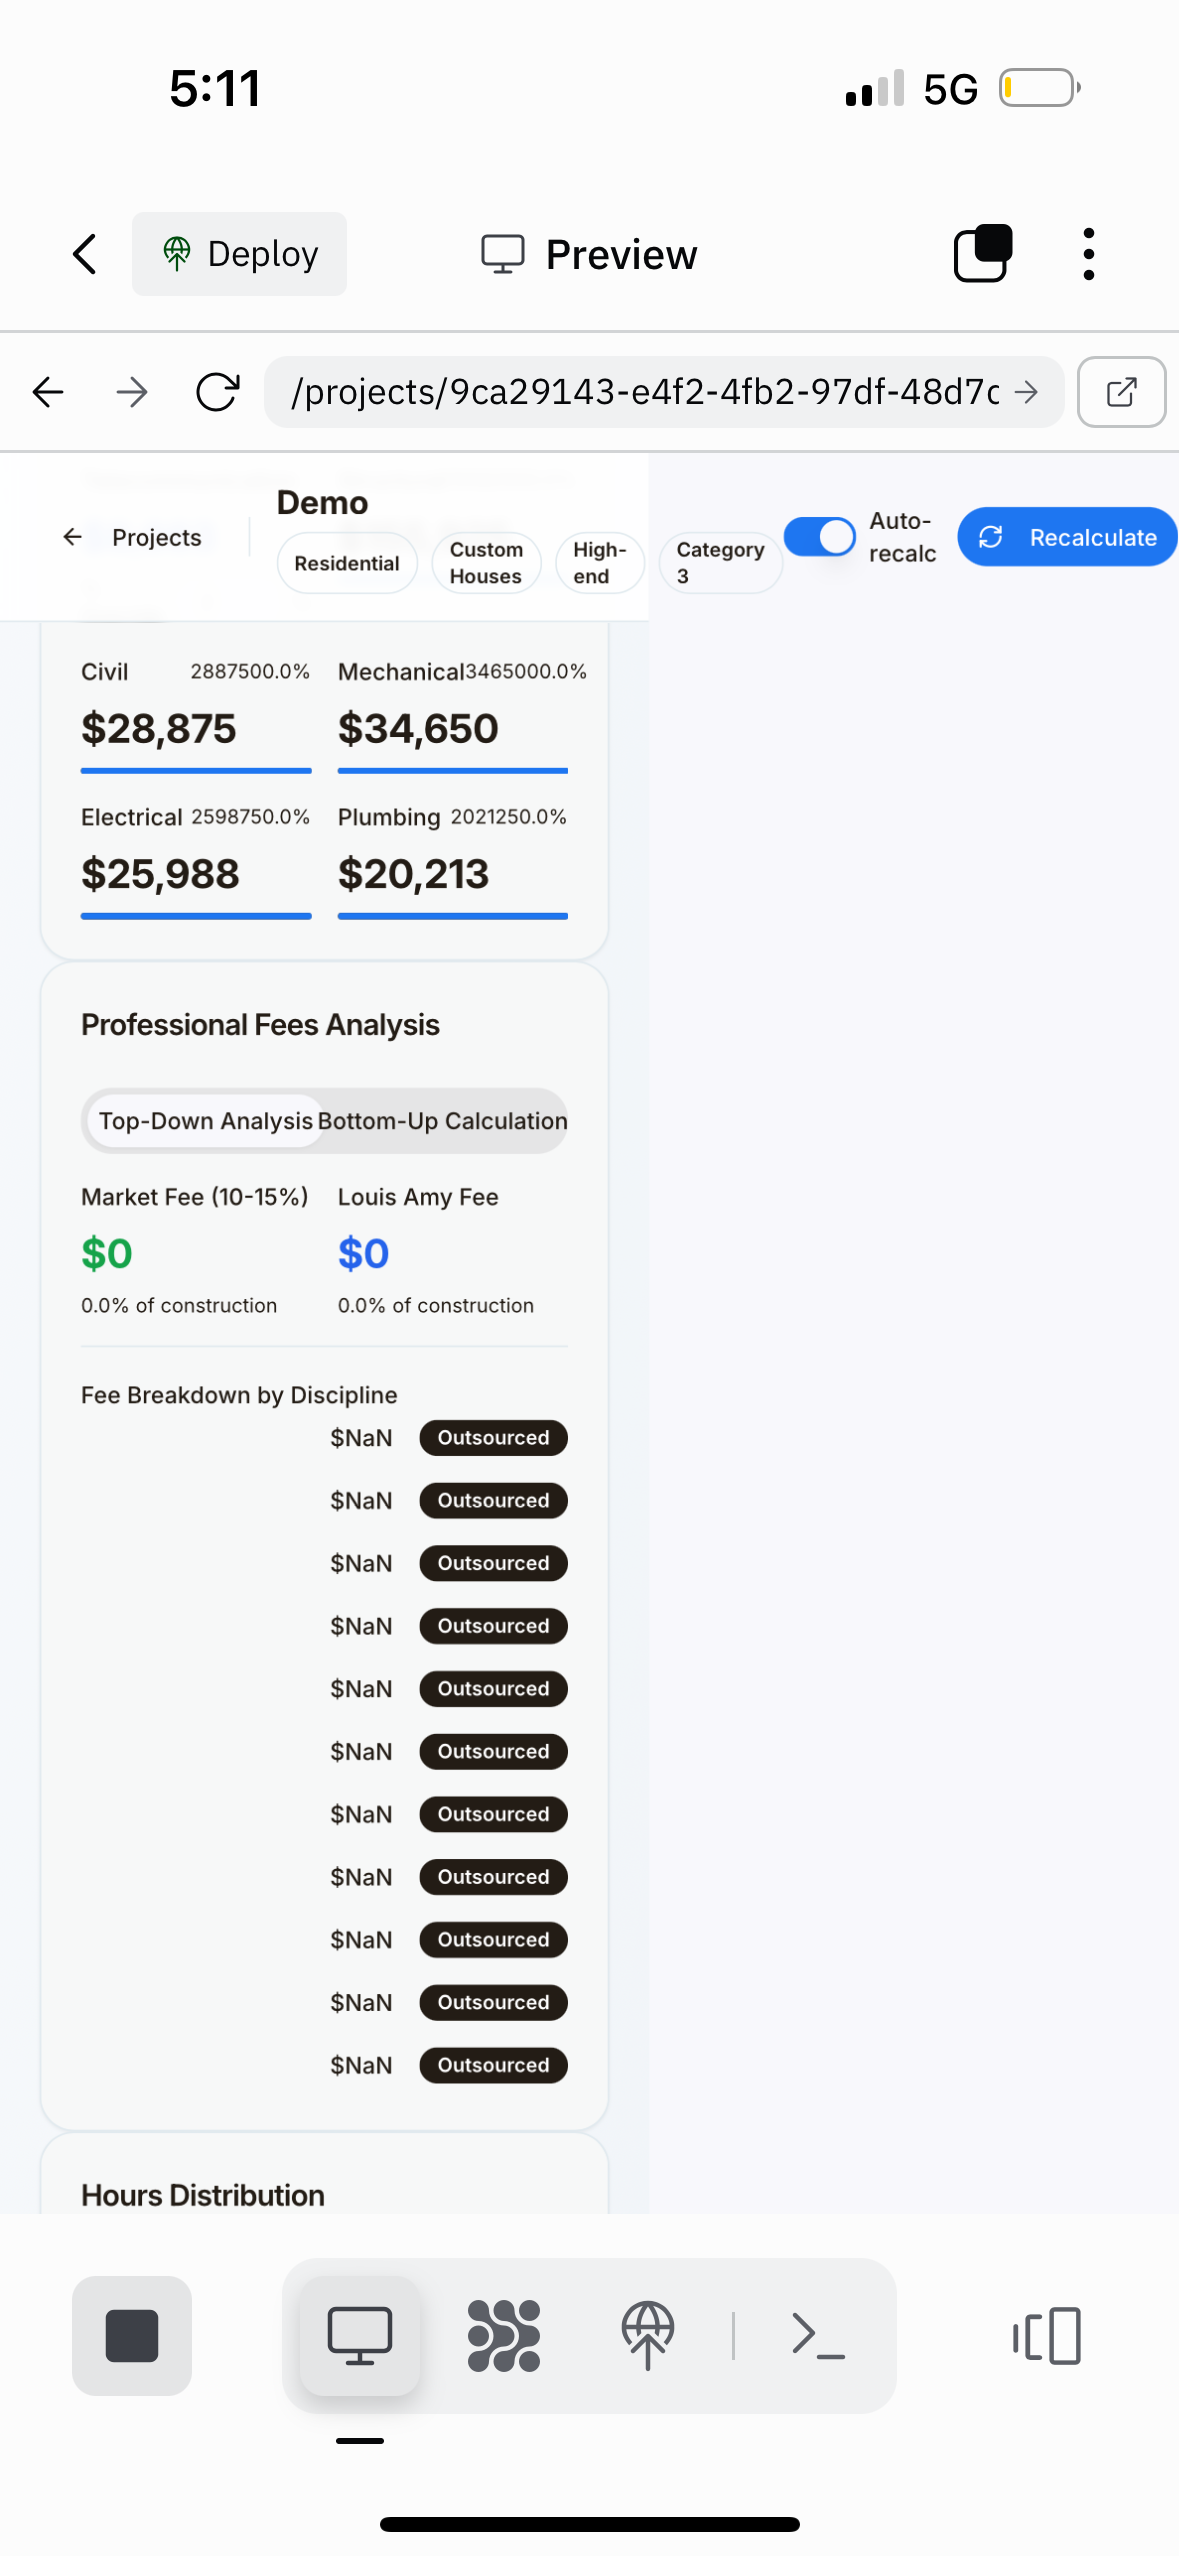 5:11
5G
Deploy
Preview
/projects/9ca29143-e4f2-4fb2-97df-48d7c
Projects
Demo
Residential
Custom
Houses
High-
end
Category
3
Auto-
recalc
Recalculate
Civil 2887500.0% Mechanical 3465000.0%
$28,875 $34,650
Electrical 2598750.0% Plumbing 2021250.0%
$25,988 $20,213
Professional Fees Analysis
Top-Down Analysis Bottom-Up Calculation
Market Fee (10-15%) Louis Amy Fee
$0 $0
0.0% of construction 0.0% of construction
Fee Breakdown by Discipline
$NaN Outsourced
$NaN Outsourced
$NaN Outsourced
$NaN Outsourced
$NaN Outsourced
$NaN Outsourced
$NaN Outsourced
$NaN Outsourced
$NaN Outsourced
$NaN Outsourced
$NaN Outsourced
Hours Distribution